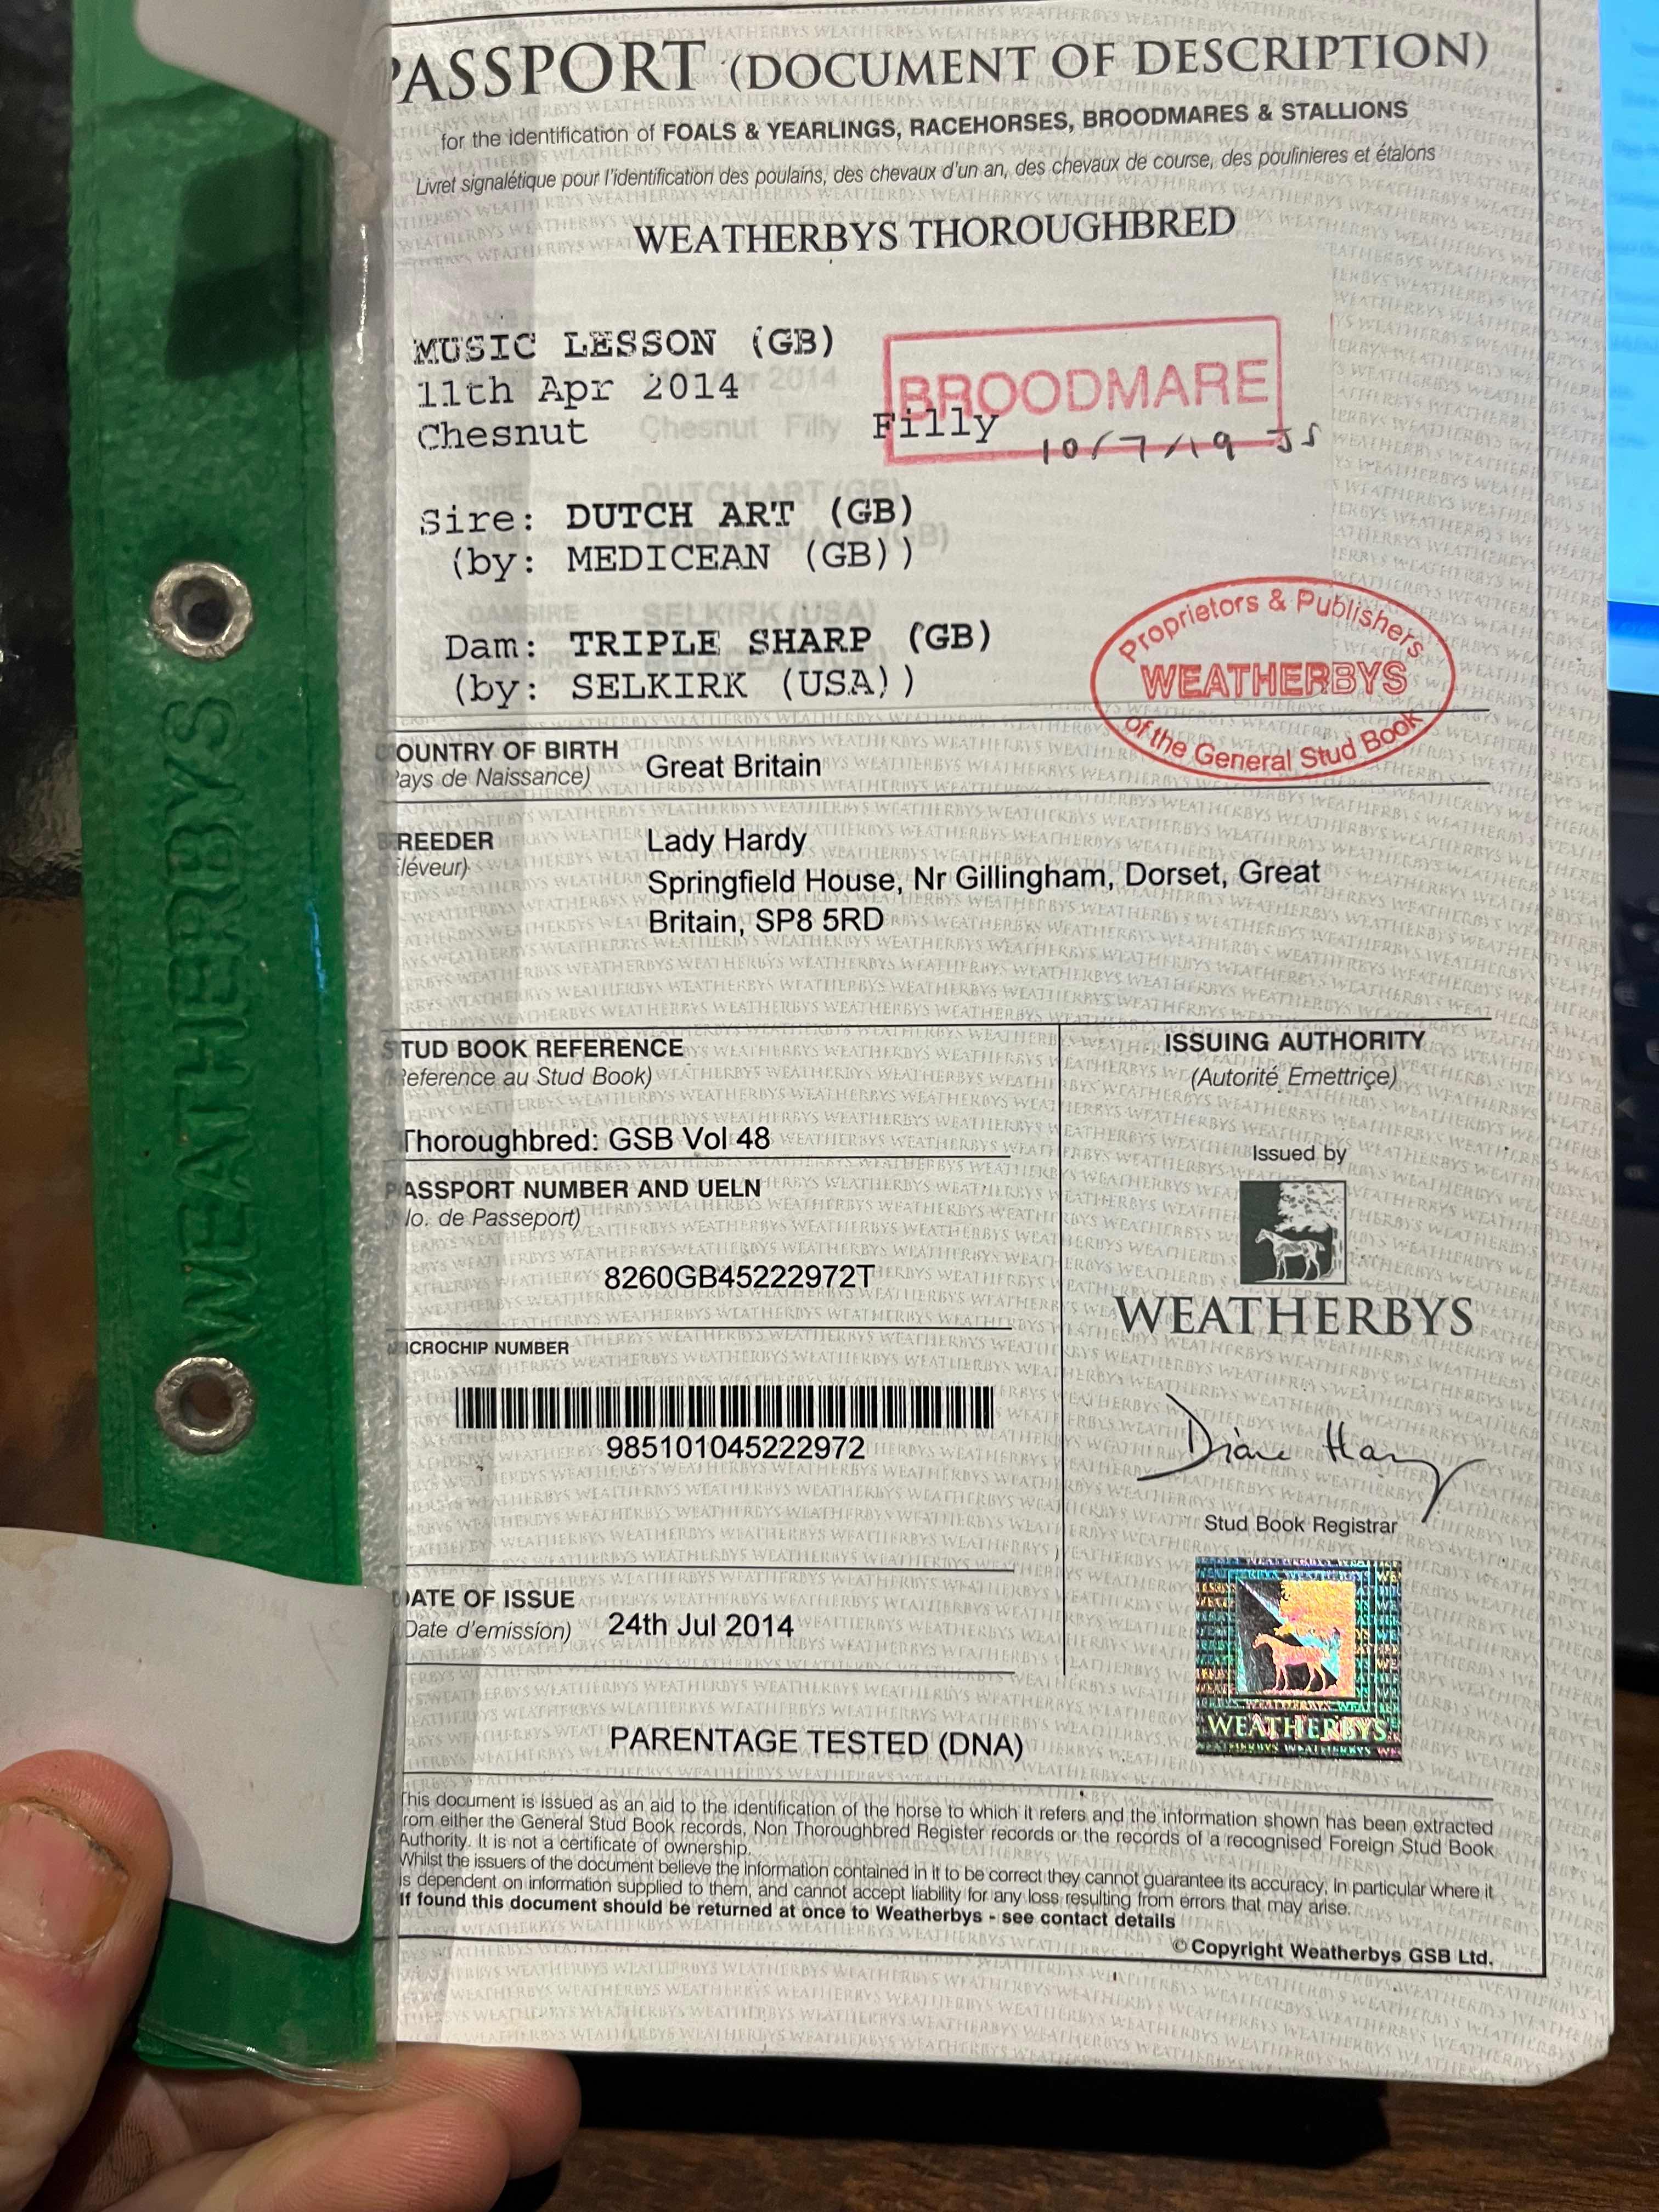 PASSPORT (DOCUMENT OF DESCRIPTION)
for the identification of FOALS & YEARLINGS, RACEHORSES, BROODMARES & STALLIONS
Livret signalétique pour l'identification des poulains, des chevaux d'un an, des chevaux de course, des poulinieres et étalons
WEATHERBYS THOROUGHBRED
MUSIC LESSON (GB)
11th Apr 2014
BROODMARE
Chesnut Filly
10/7/19 JS
Sire: DUTCH ART (GB)
(by: MEDICEAN (GB))
Dam: TRIPLE SHARP (GB)
(by: SELKIRK (USA))
Proprietors & Publishers
WEATHERBYS
of the General Stud Book
COUNTRY OF BIRTH
Pays de Naissance)
Great Britain
BREEDER
Éléveur)
Lady Hardy
Springfield House, Nr Gillingham, Dorset, Great
Britain, SP8 5RD
STUD BOOK REFERENCE
Reference au Stud Book)
Thoroughbred: GSB Vol 48
PASSPORT NUMBER AND UELN
No. de Passeport)
8260GB45222972T
MICROCHIP NUMBER
985101045222972
DATE OF ISSUE
Date d'emission)
24th Jul 2014
PARENTAGE TESTED (DNA)
ISSUING AUTHORITY
(Autorité Emettriçe)
Issued by
WEATHERBYS
Stud Book Registrar
WEATHERBYS
This document is issued as an aid to the identification of the horse to which it refers and the information shown has been extracted
from either the General Stud Book records, Non Thoroughbred Register records or the records of a recognised Foreign Stud Book
Authority. It is not a certificate of ownership.
Whilst the issuers of the document believe the information contained in it to be correct they cannot guarantee its accuracy, in particular where it
is dependent on information supplied to them, and cannot accept liability for any loss resulting from errors that may arise.
If found this document should be returned at once to Weatherbys - see contact details
© Copyright Weatherbys GSB Ltd.
WEATHERBYS